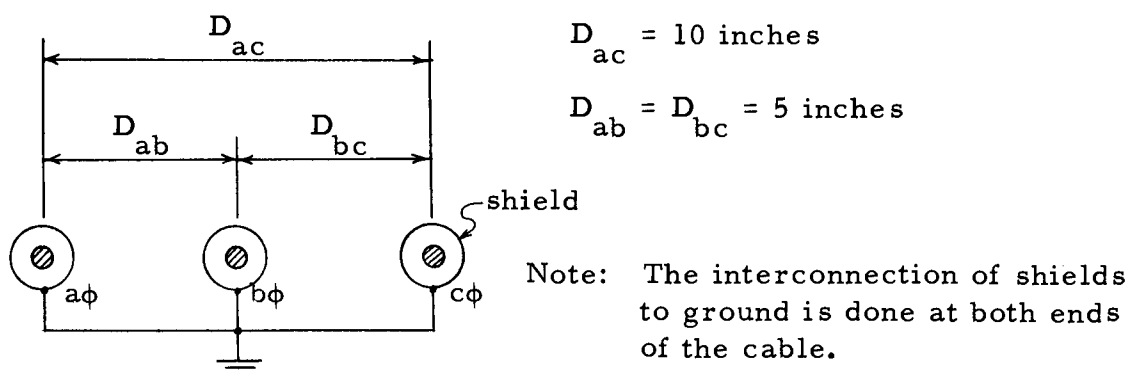 D_ac
D_ab
D_bc
D_ac = 10 inches
D_ab = D_bc = 5 inches
shield
aϕ
bϕ
cϕ
Note: The interconnection of shields
to ground is done at both ends
of the cable.